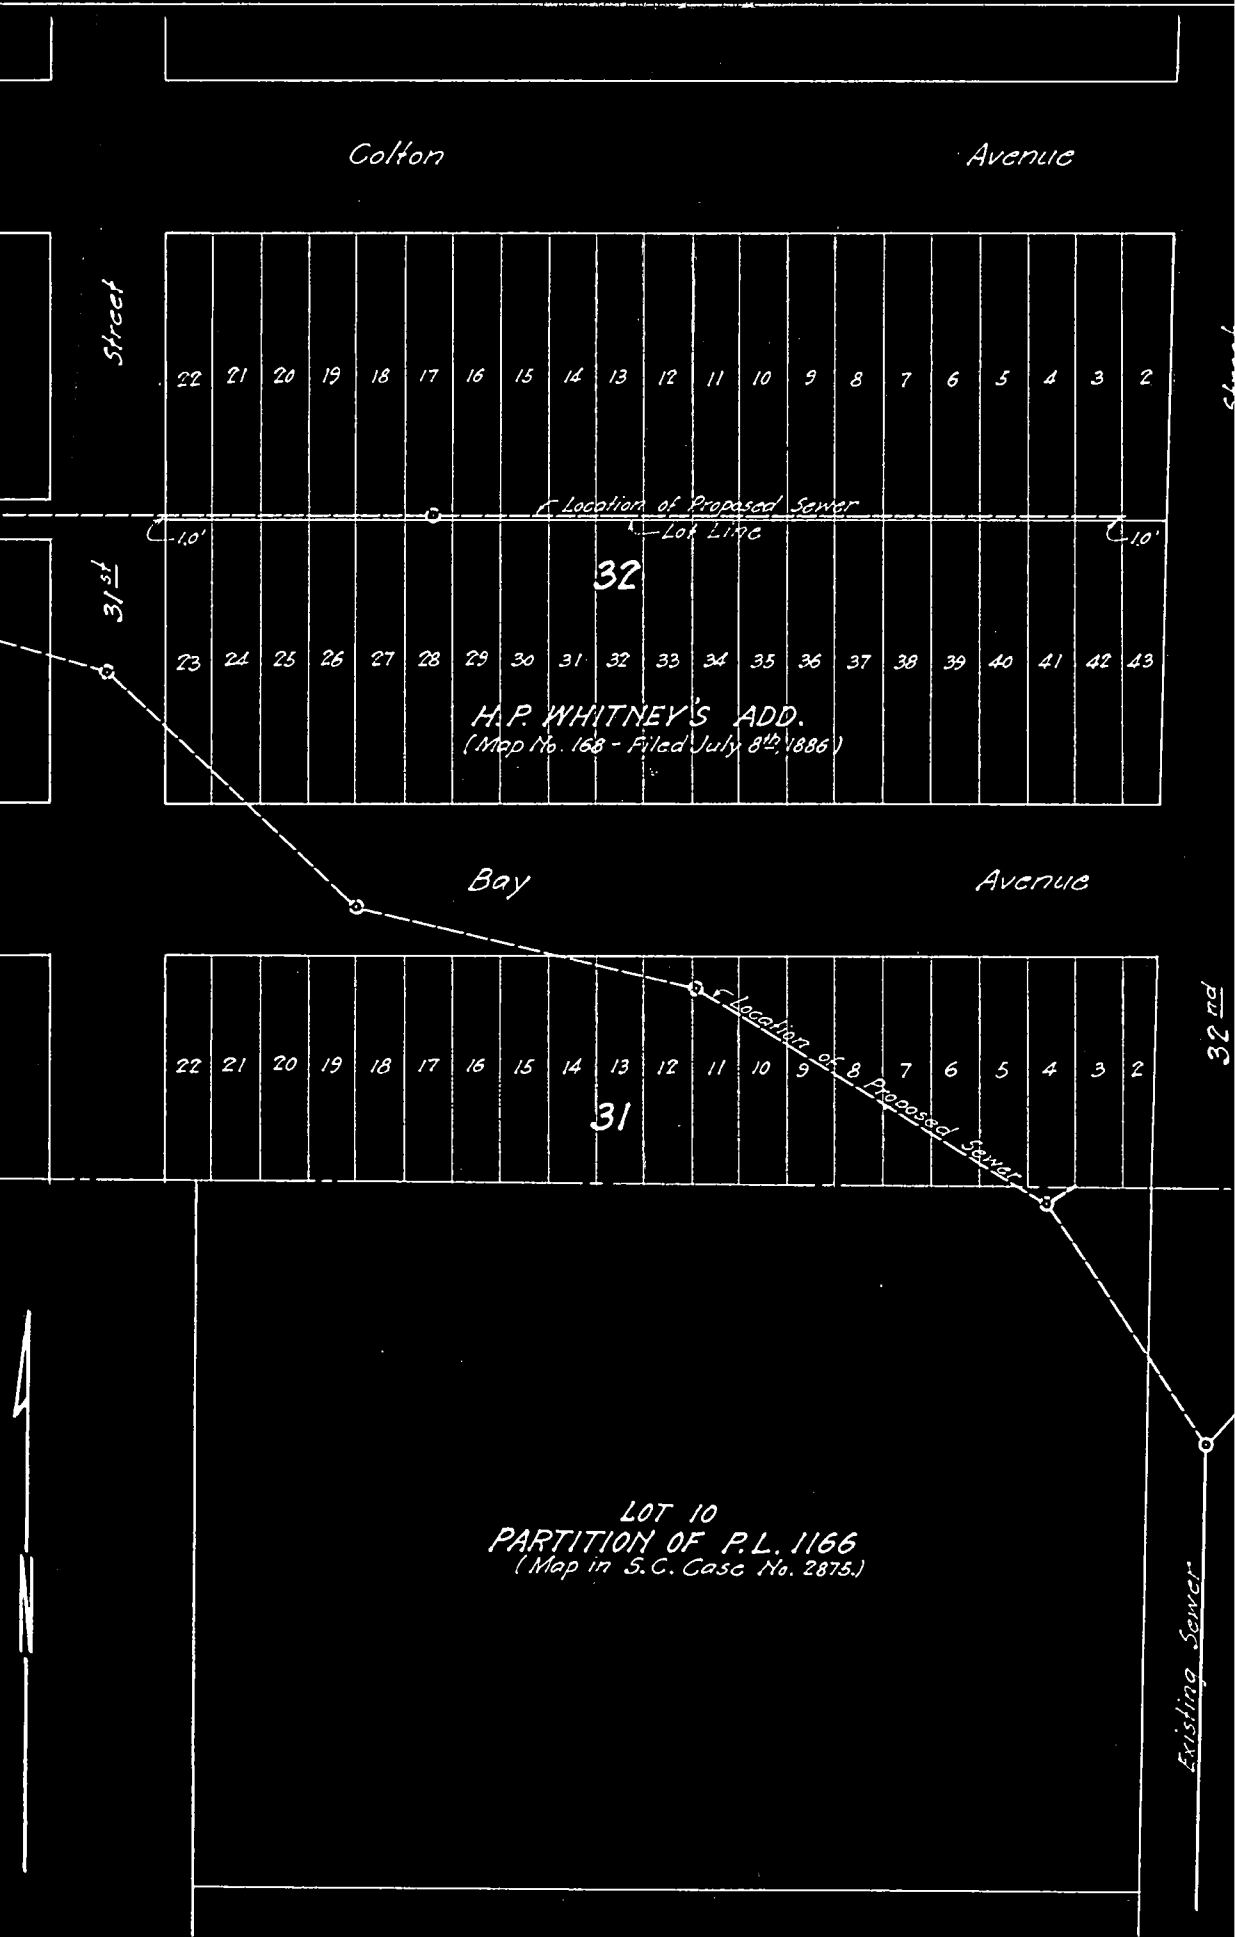 Colton Avenue
Street
22 21 20 19 18 17 16 15 14 13 12 11 10 9 8 7 6 5 4 3 2
Location of Proposed Sewer
1.0' Lot Line 1.0'
32
31st
23 24 25 26 27 28 29 30 31 32 33 34 35 36 37 38 39 40 41 42 43
H.P. WHITNEY'S ADD.
(Map No. 168 - Filed July 8th, 1886)
Bay Avenue
32nd
Location of Proposed Sewer
22 21 20 19 18 17 16 15 14 13 12 11 10 9 8 7 6 5 4 3 2
31
N
LOT 10
PARTITION OF P.L. 1166
(Map in S.C. Case No. 2875.)
Existing Sewer